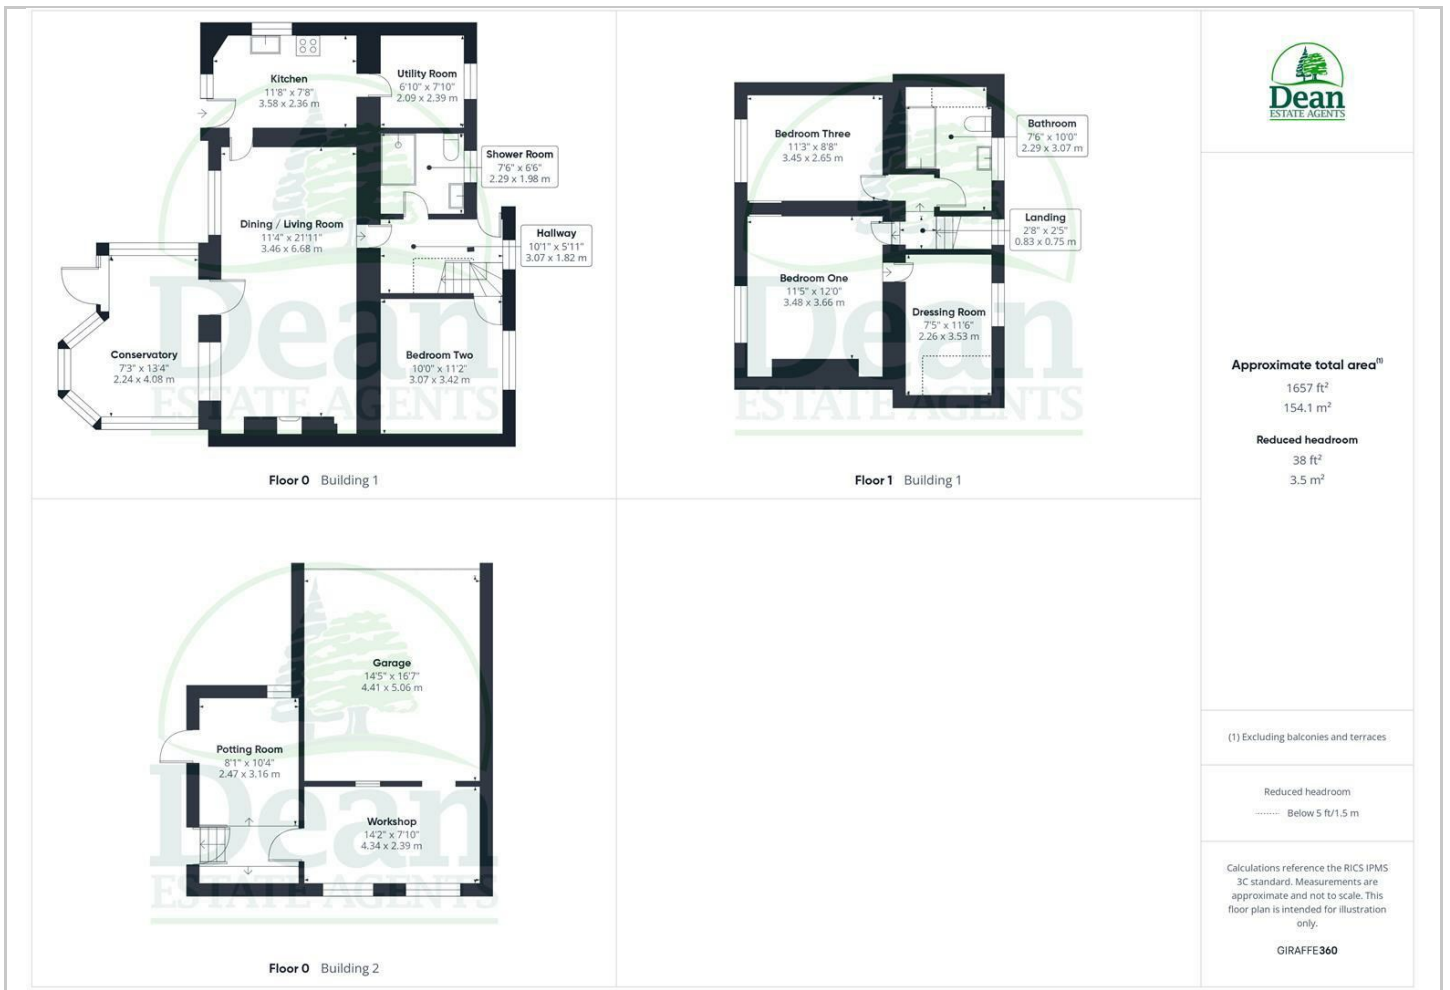 Kitchen
11'8" x 7'8"
3.58 x 2.36 m
Utility Room
6'10" x 7'10"
2.09 x 2.39 m
Shower Room
7'6" x 6'6"
2.29 x 1.98 m
Dining / Living Room
11'4" x 21'11"
3.46 x 6.68 m
Hallway
10'1" x 5'11"
3.07 x 1.82 m
Conservatory
7'3" x 13'4"
2.24 x 4.08 m
Bedroom Two
10'0" x 11'2"
3.07 x 3.42 m
Dean
ESTATE AGENTS
Floor 0 Building 1
Bedroom Three
11'3" x 8'8"
3.45 x 2.65 m
Bathroom
7'6" x 10'0"
2.29 x 3.07 m
Landing
2'8" x 2'5"
0.83 x 0.75 m
Bedroom One
11'5" x 12'0"
3.48 x 3.66 m
Dressing Room
7'5" x 11'6"
2.26 x 3.53 m
Dean
ESTATE AGENTS
Floor 1 Building 1
Garage
14'5" x 16'7"
4.41 x 5.06 m
Potting Room
8'1" x 10'4"
2.47 x 3.16 m
Workshop
14'2" x 7'10"
4.34 x 2.39 m
Dean
ESTATE AGENTS
Floor 0 Building 2
Dean
ESTATE AGENTS
Approximate total area⁽¹⁾
1657 ft²
154.1 m²
Reduced headroom
38 ft²
3.5 m²
(1) Excluding balconies and terraces
Reduced headroom
Below 5 ft/1.5 m
Calculations reference the RICS IPMS
3C standard. Measurements are
approximate and not to scale. This
floor plan is intended for illustration
only.
GIRAFFE360